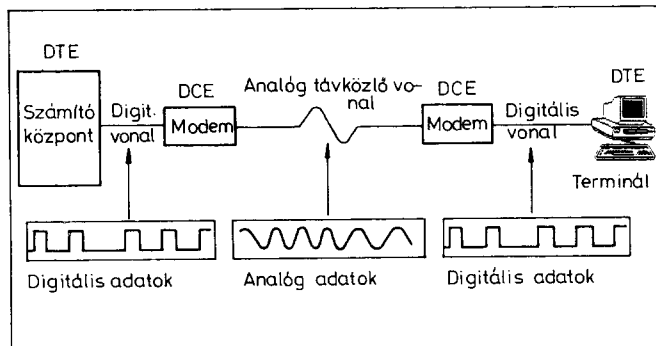 DTE
Számító
központ
Digit.
vonal
DCE
Modem
Analóg távközlő vo-
nal
DCE
Modem
Digitális
vonal
DTE
Terminál
Digitális adatok
Analóg adatok
Digitális adatok